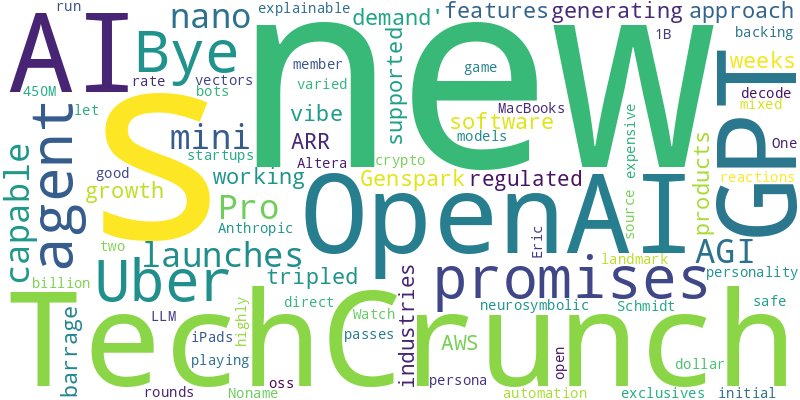 run
explainable
demand'
features
generating
approach
AI
nano
Bye
new
1B
backing
member
game
supported
weeks
450M
rate
vectors
varied
bots
decode
let
agent
S
vibe
MacBooks
software
mixed
GPT
mini
ARR
models
expensive
One
startups
Altera
crypto
capable
good
working
Genspark
regulated
products
reactions
growth
Pro
OpenAI
Anthropic
source
Eric
AGI
two
launches
landmark
Uber
tripled
promises
personality
billion
direct
industries
neurosymbolic
Schmidt
safe
TechCrunch
barrage
LLM
highly
Watch
iPads
passes
AWS
open
playing
dollar
persona
oss
rounds
Noname
automation
exclusives
initial